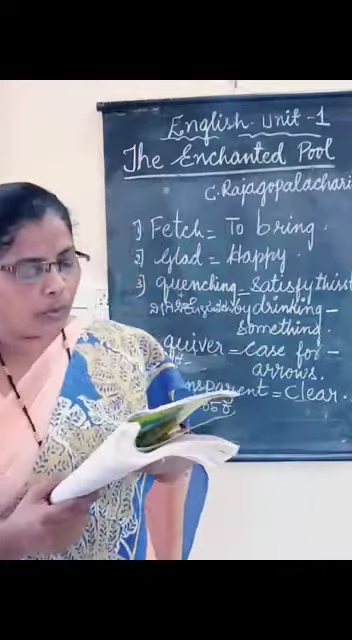 English - Unit - 1
The Enchanted Pool
C. Rajagopalachari
1) Fetch = To bring.
2) Glad = Happy.
3) Quenching = Satisfy thirst
by drinking -
something.
quiver = case for -
arrows.
nsparent = Clear.